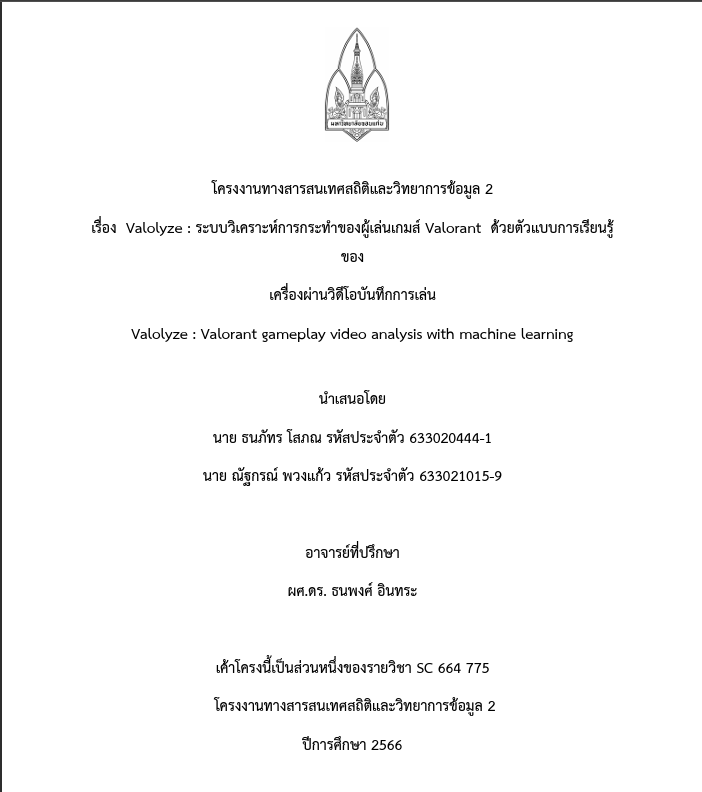 มหาวิทยาลัยขอนแก่น
โครงงานทางสารสนเทศสถิติและวิทยาการข้อมูล 2
เรื่อง Valolyze : ระบบวิเคราะห์การกระทำของผู้เล่นเกมส์ Valorant ด้วยตัวแบบการเรียนรู้
ของ
เครื่องผ่านวิดีโอบันทึกการเล่น
Valolyze : Valorant gameplay video analysis with machine learning
นำเสนอโดย
นาย ธนภัทร โสภณ รหัสประจำตัว 633020444-1
นาย ณัฐกรณ์ พวงแก้ว รหัสประจำตัว 633021015-9
อาจารย์ที่ปรึกษา
ผศ.ดร. ธนพงศ์ อินทระ
เค้าโครงนี้เป็นส่วนหนึ่งของรายวิชา SC 664 775
โครงงานทางสารสนเทศสถิติและวิทยาการข้อมูล 2
ปีการศึกษา 2566